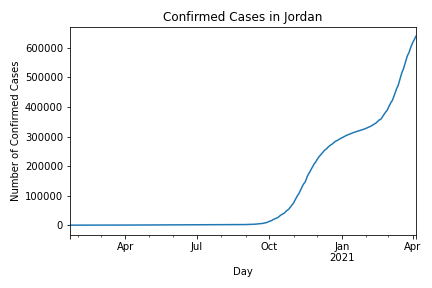 Confirmed Cases in Jordan
Number of Confirmed Cases
600000
500000
400000
300000
200000
100000
0
Apr Jul Oct Jan Apr
2021
Day